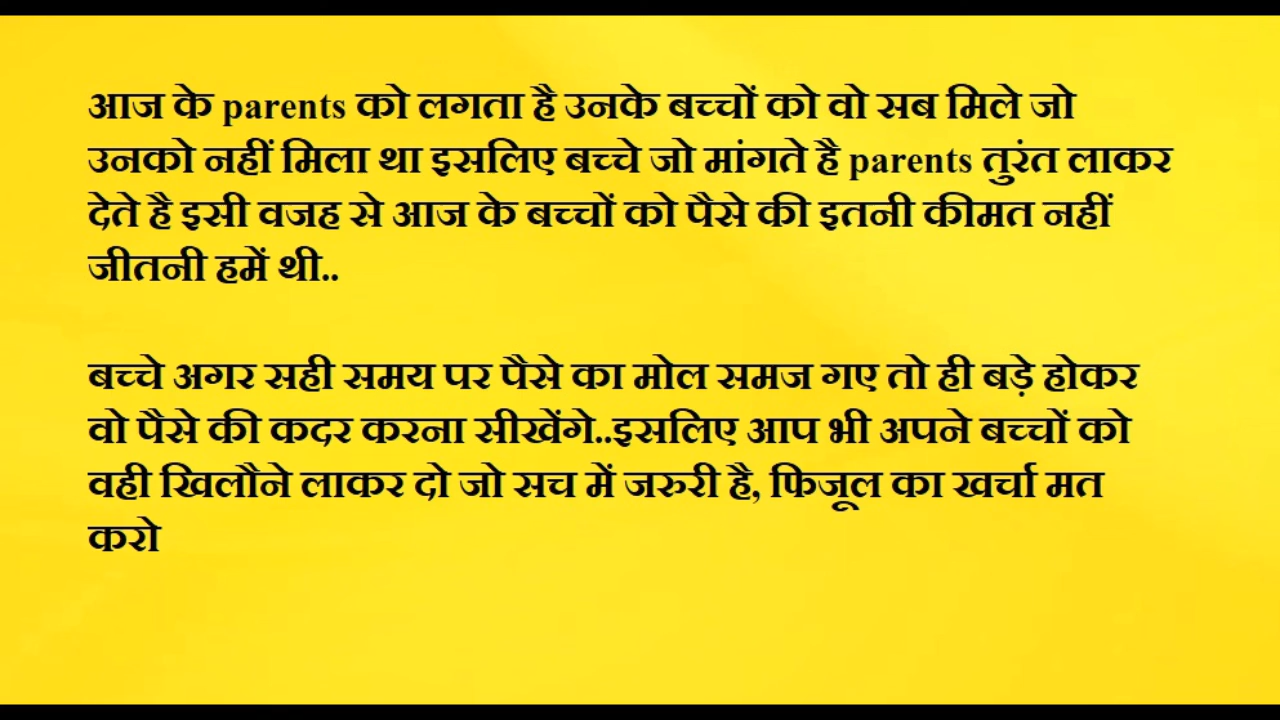 आज के parents को लगता है उनके बच्चों को वो सब मिले जो
उनको नहीं मिला था इसलिए बच्चे जो मांगते है parents तुरंत लाकर
देते है इसी वजह से आज के बच्चों को पैसे की इतनी कीमत नहीं
जीतनी हमें थी..
बच्चे अगर सही समय पर पैसे का मोल समज गए तो ही बड़े होकर
वो पैसे की कदर करना सीखेंगे..इसलिए आप भी अपने बच्चों को
वही खिलौने लाकर दो जो सच में जरुरी है, फिजूल का खर्चा मत
करो